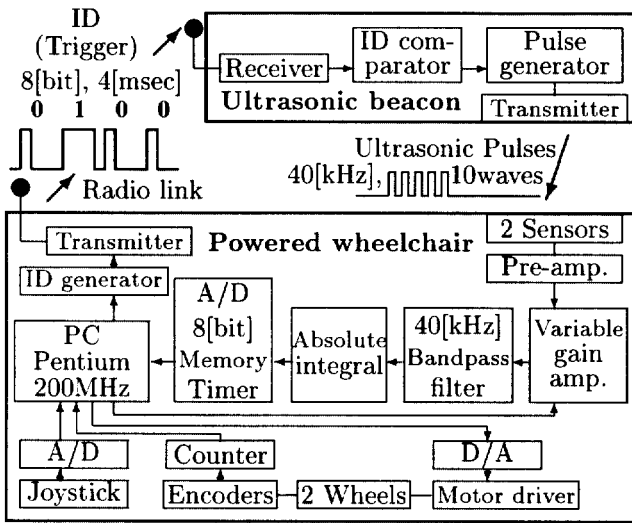 ID
(Trigger)
8[bit], 4[msec]
0 1 0 0
Receiver
ID com-
parator
Pulse
generator
Ultrasonic beacon
Transmitter
Ultrasonic Pulses
40[kHz], 10waves
Radio link
Transmitter
Powered wheelchair
2 Sensors
ID generator
Pre-amp.
PC
Pentium
200MHz
A/D
8[bit]
Memory
Timer
Absolute
integral
40[kHz]
Bandpass
filter
Variable
gain
amp.
A/D
Counter
D/A
Joystick
Encoders
2 Wheels
Motor driver